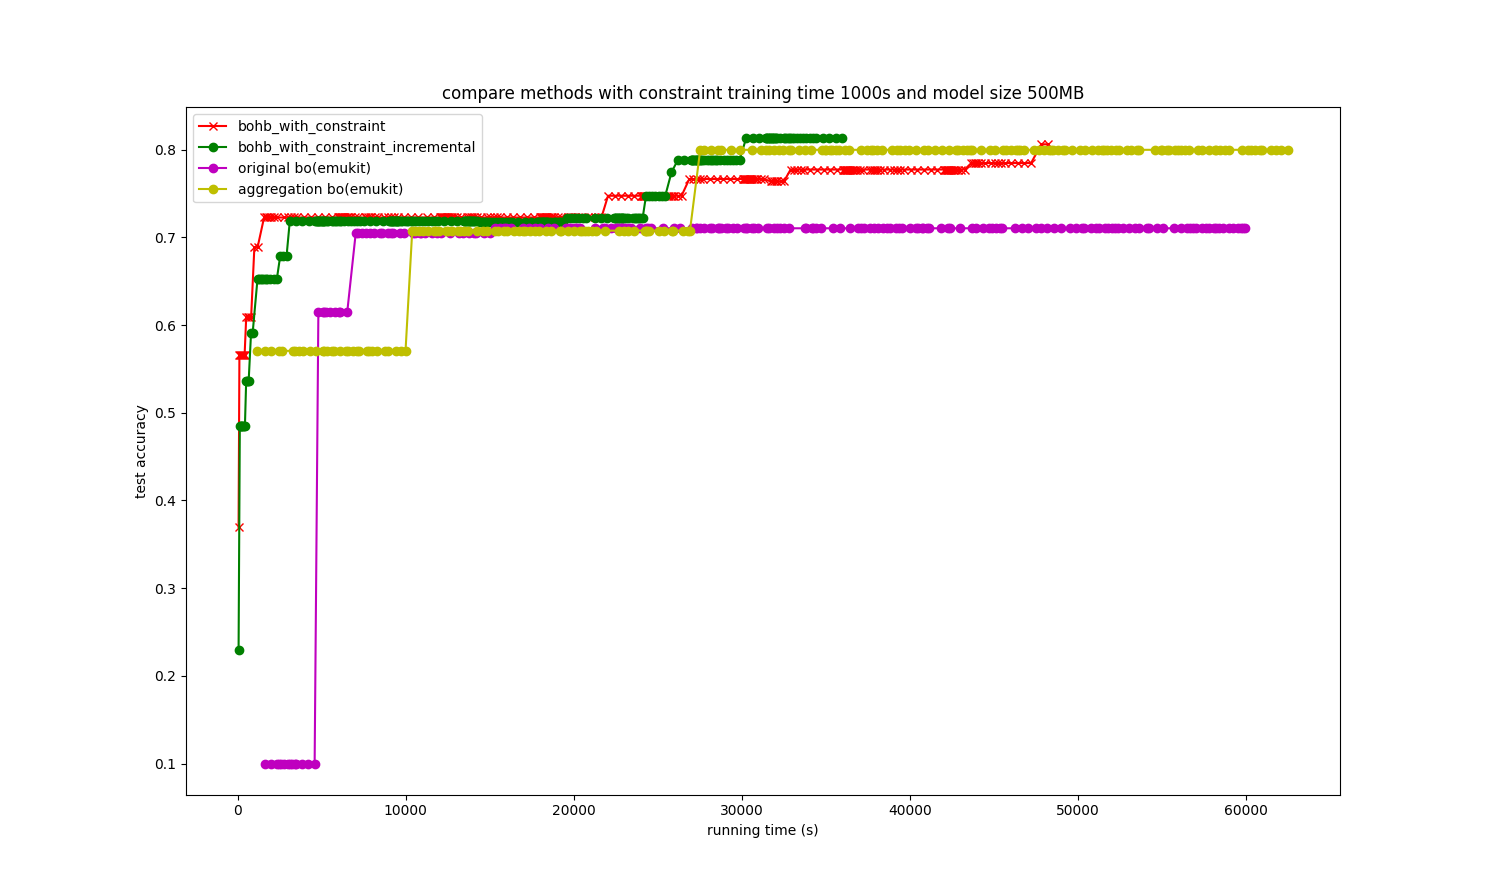 compare methods with constraint training time 1000s and model size 500MB
bohb_with_constraint
bohb_with_constraint_incremental
original bo(emukit)
aggregation bo(emukit)
0.8
0.7
0.6
0.5
0.4
0.3
0.2
0.1
test accuracy
0 10000 20000 30000 40000 50000 60000
running time (s)